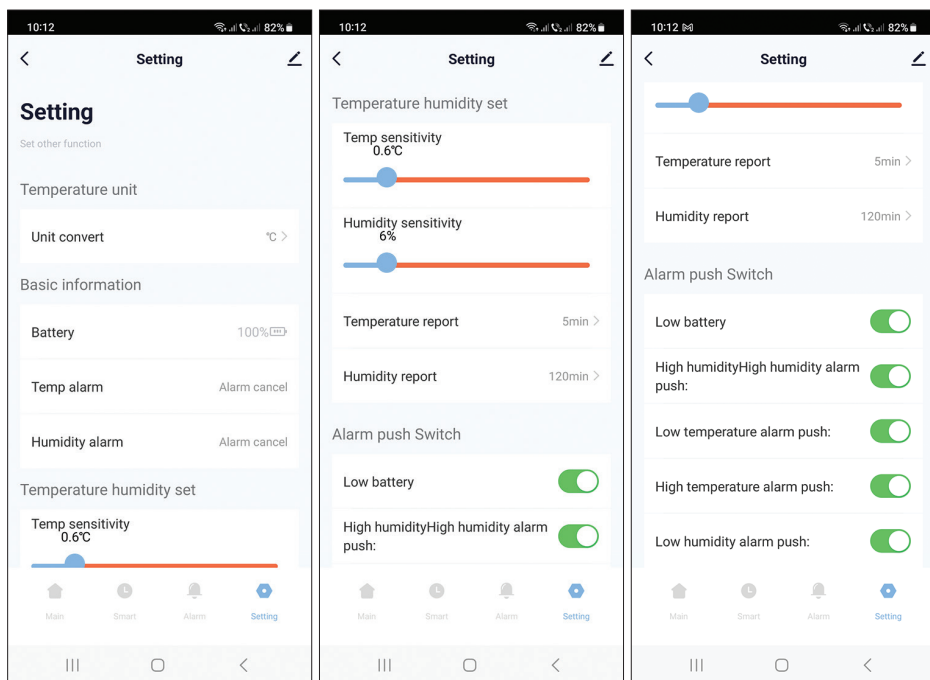 10:12
82%
Setting
Setting
Set other function
Temperature unit
Unit convert
℃
Basic information
Battery
100%
Temp alarm
Alarm cancel
Humidity alarm
Alarm cancel
Temperature humidity set
Temp sensitivity
0.6℃
Main
Smart
Alarm
Setting
10:12
82%
Setting
Temperature humidity set
Temp sensitivity
0.6℃
Humidity sensitivity
6%
Temperature report
5min
Humidity report
120min
Alarm push Switch
Low battery
High humidityHigh humidity alarm
push:
Main
Smart
Alarm
Setting
10:12
82%
Setting
Temperature report
5min
Humidity report
120min
Alarm push Switch
Low battery
High humidityHigh humidity alarm
push:
Low temperature alarm push:
High temperature alarm push:
Low humidity alarm push:
Main
Smart
Alarm
Setting